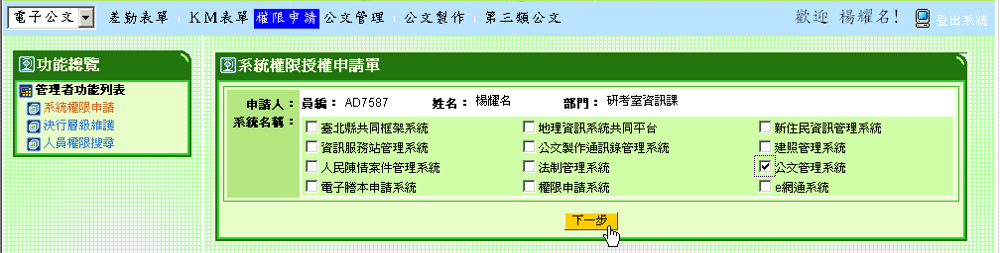 電子公文 差勤表單 KM表單 權限申請 公文管理 公文製作 第三類公文 歡迎 楊耀名! 登出系統
功能總覽
管理者功能列表
系統權限申請
決行層級維護
人員權限搜尋
系統權限授權申請單
申請人: 員編: AD7587 姓名: 楊耀名 部門: 研考室資訊課
系統名稱:
臺北縣共同框架系統 地理資訊系統共同平台 新住民資訊管理系統
資訊服務站管理系統 公文製作通訊錄管理系統 建照管理系統
人民陳情案件管理系統 法制管理系統 公文管理系統
電子謄本申請系統 權限申請系統 e網通系統
下一步